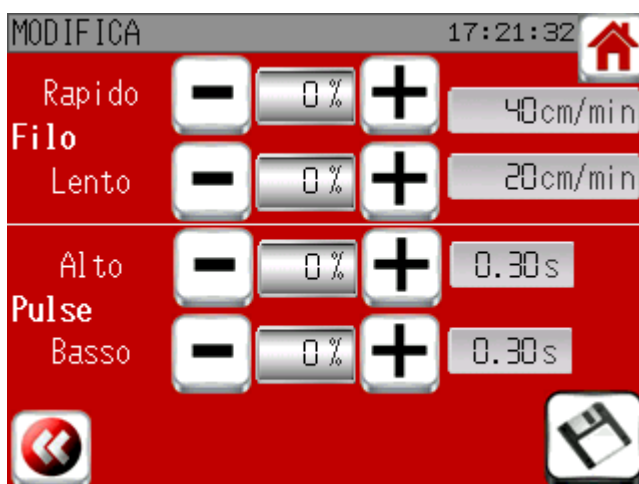 MODIFICA 17:21:32
Rapido 0% 40cm/min
Filo
Lento 0% 20cm/min
Alto 0% 0.30s
Pulse
Basso 0% 0.30s